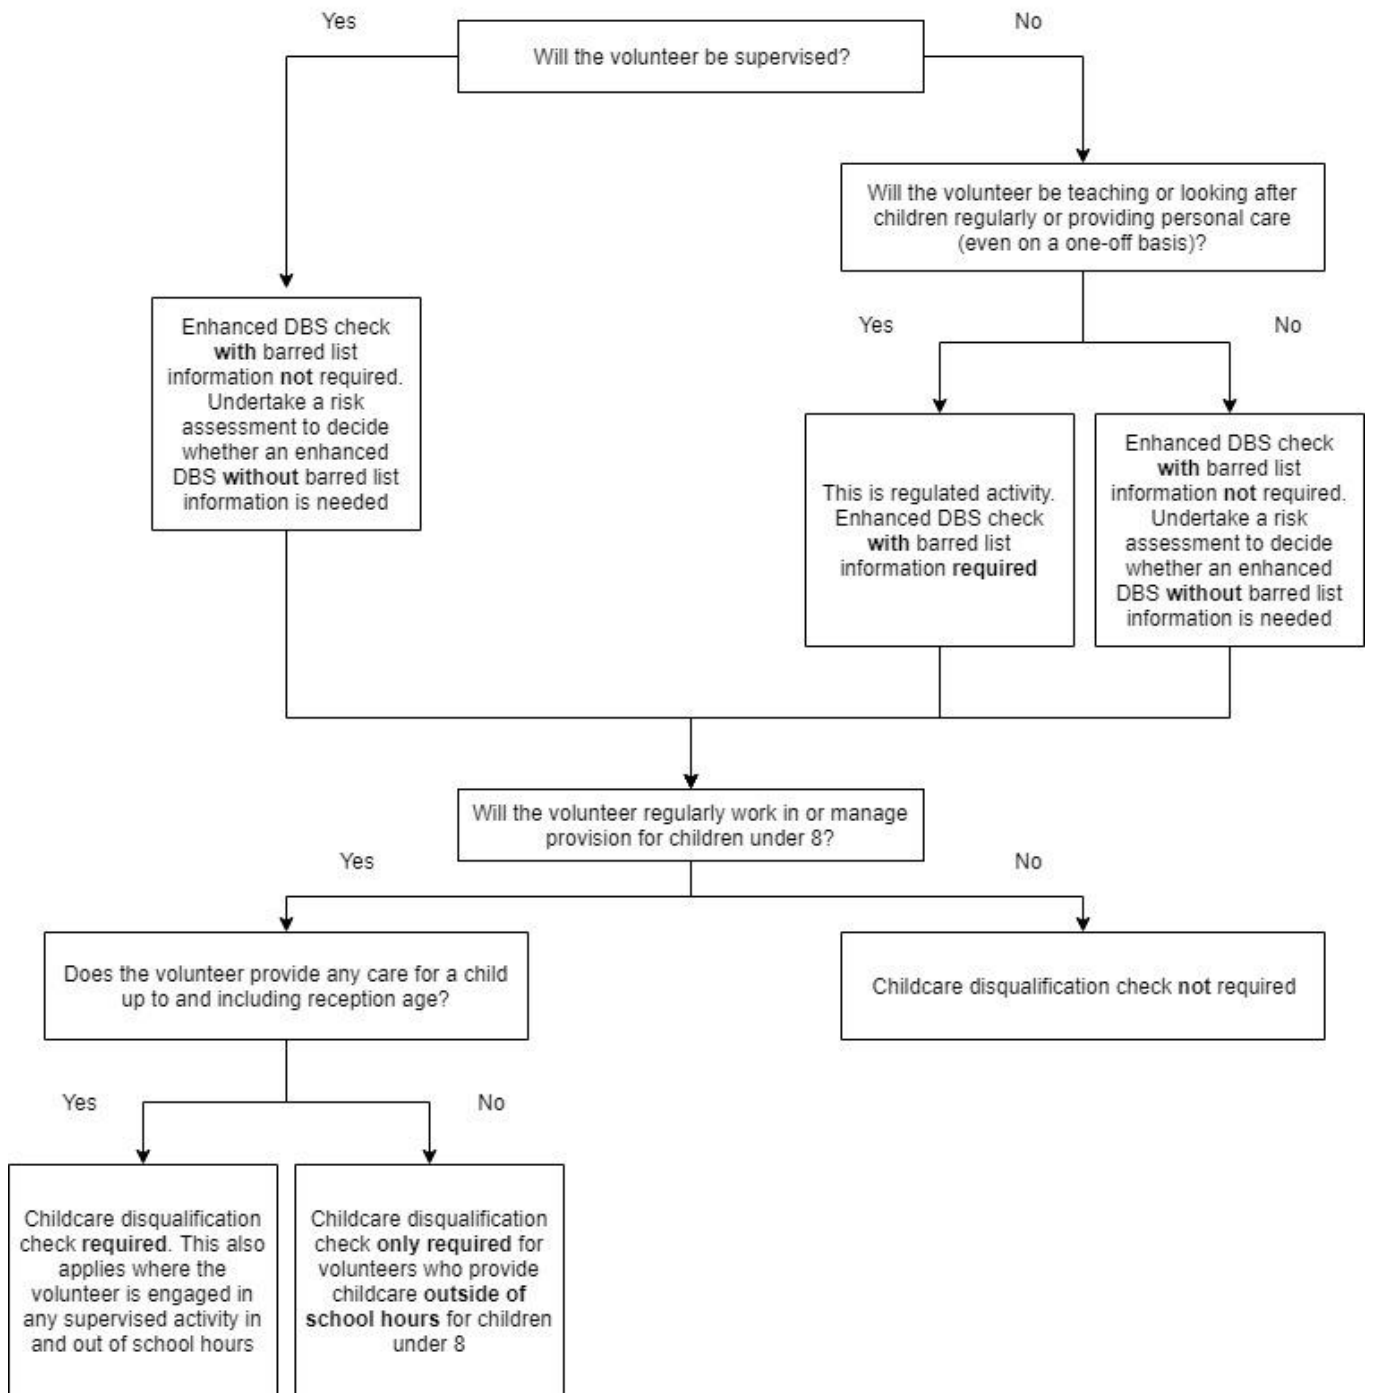 Yes
No
Will the volunteer be supervised?
Will the volunteer be teaching or looking after
children regularly or providing personal care
(even on a one-off basis)?
Yes
No
Enhanced DBS check
with barred list
information not required.
Undertake a risk
assessment to decide
whether an enhanced
DBS without barred list
information is needed
This is regulated activity.
Enhanced DBS check
with barred list
information required
Enhanced DBS check
with barred list
information not required.
Undertake a risk
assessment to decide
whether an enhanced
DBS without barred list
information is needed
Will the volunteer regularly work in or manage
provision for children under 8?
Yes
No
Does the volunteer provide any care for a child
up to and including reception age?
Childcare disqualification check not required
Yes
No
Childcare disqualification
check required. This also
applies where the
volunteer is engaged in
any supervised activity in
and out of school hours
Childcare disqualification
check only required for
volunteers who provide
childcare outside of
school hours for children
under 8